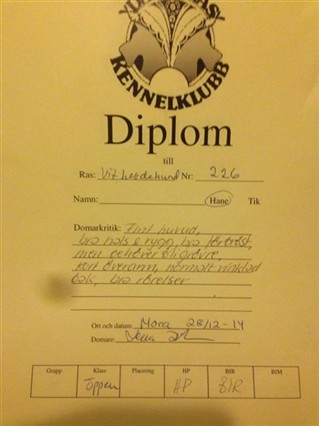 KENNELKLUBB
Diplom
till
Ras: Vit herdehund Nr: 226
Namn: Hane Tik
Domarkritik: Fint huvud,
bra hals & rygg, bra förbröst,
men behöver bli grövre,
kort överarm, normalt vinklad
bak, bra rörelser
Ort och datum Mora 28/12-14
Domare:
Grupp Klass Placering HP BIR BIM
Öppen HP BIR